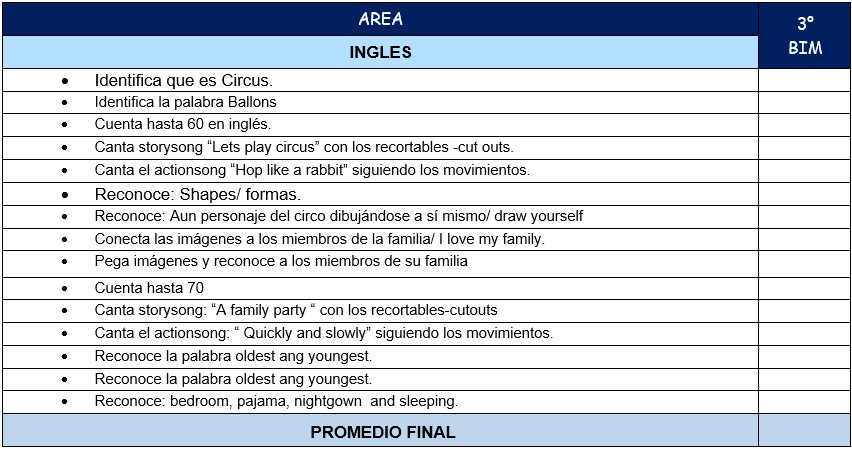 AREA
3°
BIM
INGLES
• Identifica que es Circus.
• Identifica la palabra Ballons
• Cuenta hasta 60 en inglés.
• Canta storysong “Lets play circus” con los recortables -cut outs.
• Canta el actionsong “Hop like a rabbit” siguiendo los movimientos.
• Reconoce: Shapes/ formas.
• Reconoce: Aun personaje del circo dibujándose a sí mismo/ draw yourself
• Conecta las imágenes a los miembros de la familia/ I love my family.
• Pega imágenes y reconoce a los miembros de su familia
• Cuenta hasta 70
• Canta storysong: “A family party “ con los recortables-cutouts
• Canta el actionsong: “ Quickly and slowly” siguiendo los movimientos.
• Reconoce la palabra oldest ang youngest.
• Reconoce la palabra oldest ang youngest.
• Reconoce: bedroom, pajama, nightgown and sleeping.
PROMEDIO FINAL